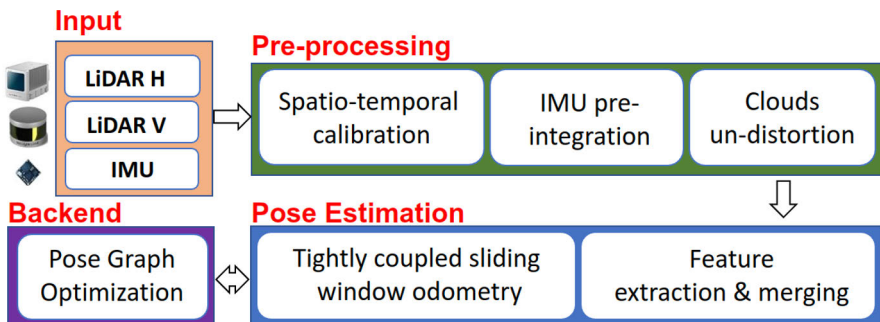 Input
LiDAR H
LiDAR V
IMU
Pre-processing
Spatio-temporal
calibration
IMU pre-
integration
Clouds
un-distortion
Backend
Pose Graph
Optimization
Pose Estimation
Tightly coupled sliding
window odometry
Feature
extraction & merging